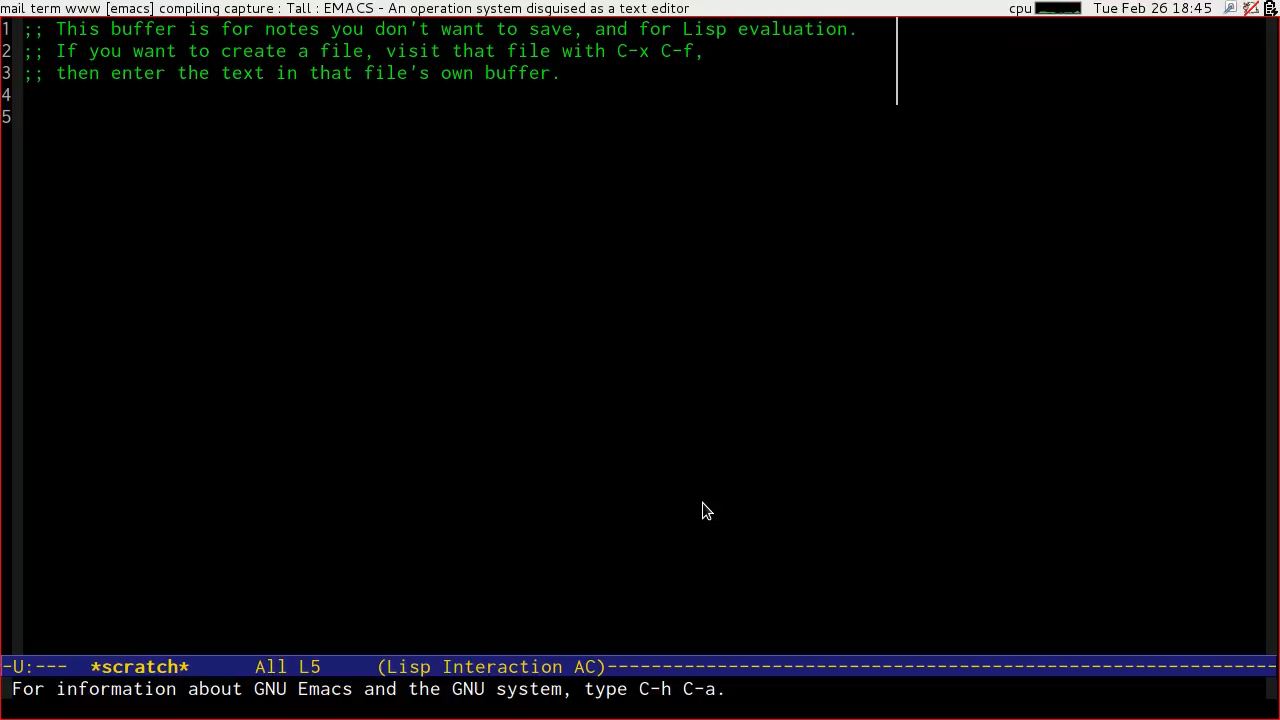 mail term www [emacs] compiling capture : Tall : EMACS - An operation system disguised as a text editor cpu Tue Feb 26 18:45
1 ;; This buffer is for notes you don't want to save, and for Lisp evaluation.
2 ;; If you want to create a file, visit that file with C-x C-f,
3 ;; then enter the text in that file's own buffer.
4
5
-U:--- *scratch* All L5 (Lisp Interaction AC)-------------------------------------------------------------
For information about GNU Emacs and the GNU system, type C-h C-a.